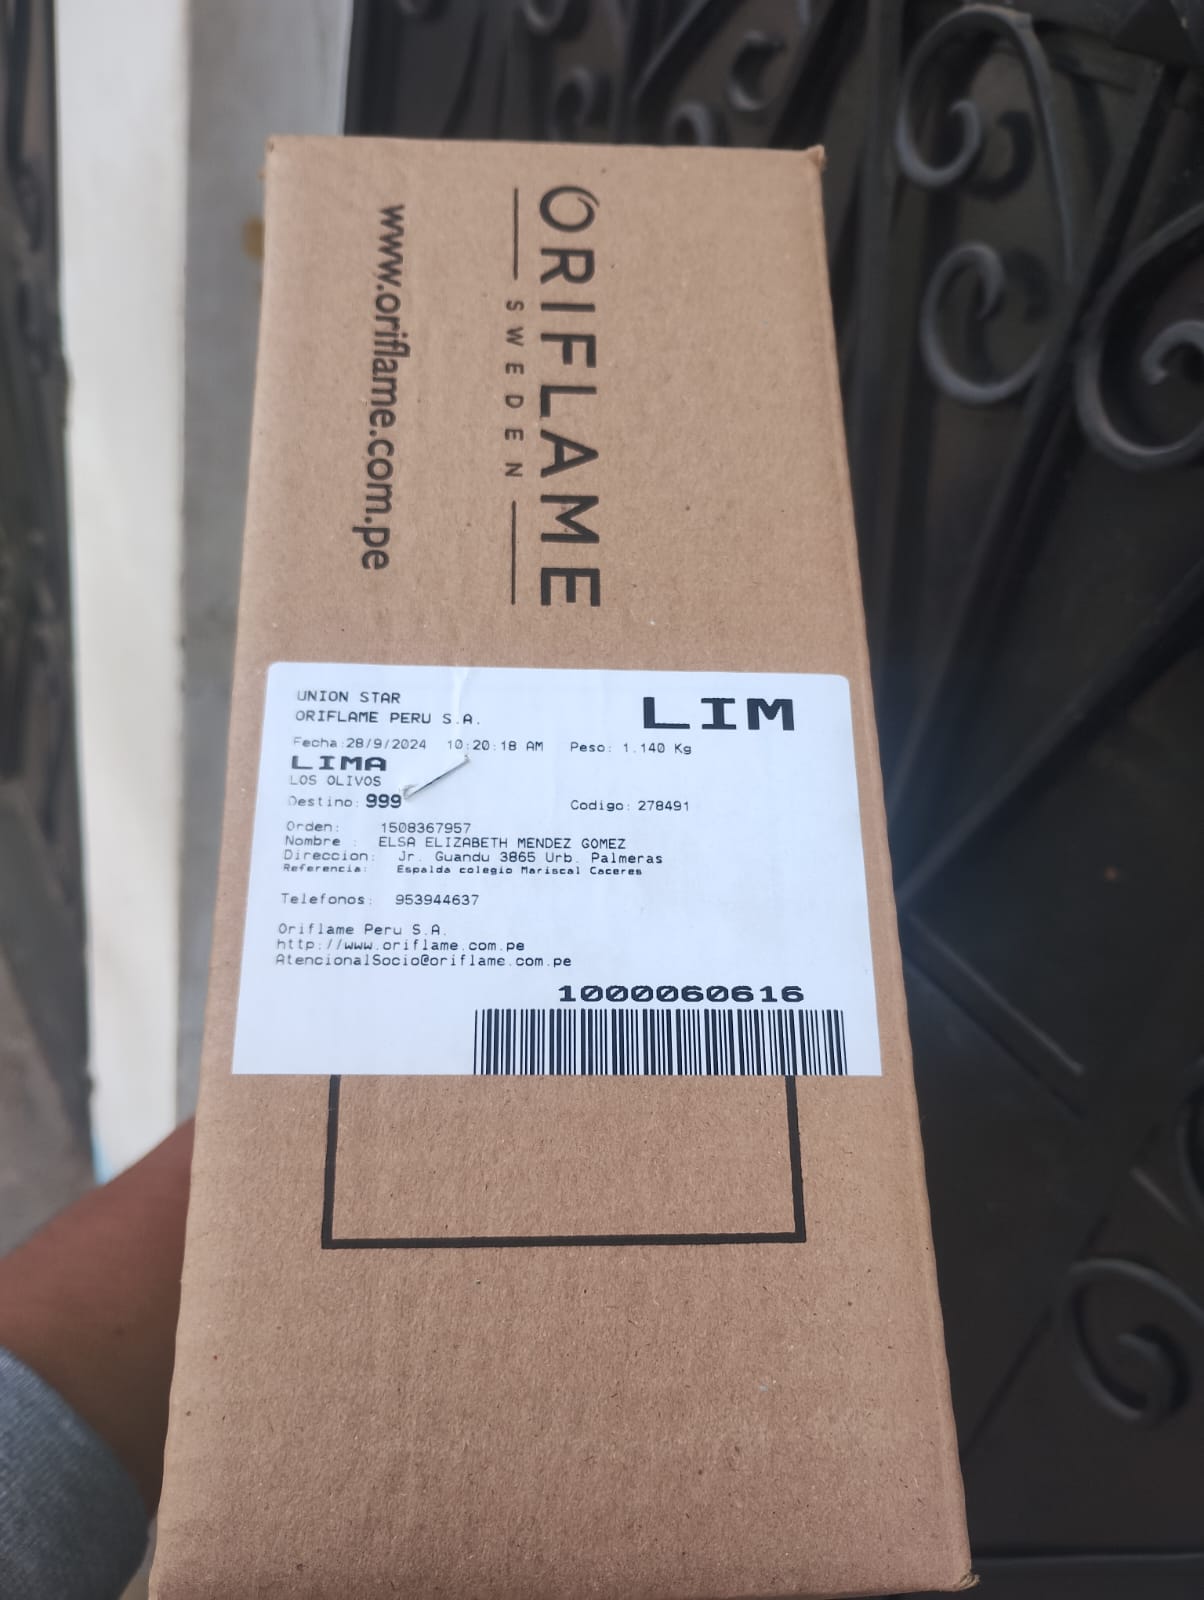 ORIFLAME
SWEDEN
www.oriflame.com.pe
UNION STAR
LIM
ORIFLAME PERU S.A.
Fecha:28/9/2024 10:20:18 AM Peso: 1.140 Kg
LIMA
LOS OLIVOS
Destino: 999
Codigo: 278491
Orden: 1508367957
Nombre : ELSA ELIZABETH MENDEZ GOMEZ
Direccion: Jr. Guandu 3865 Urb. Palmeras
Referencia: Espalda colegio Mariscal Caceres
Telefonos: 953944637
Oriflame Peru S.A.
http://www.oriflame.com.pe
AtencionalSocio@oriflame.com.pe
1000060616